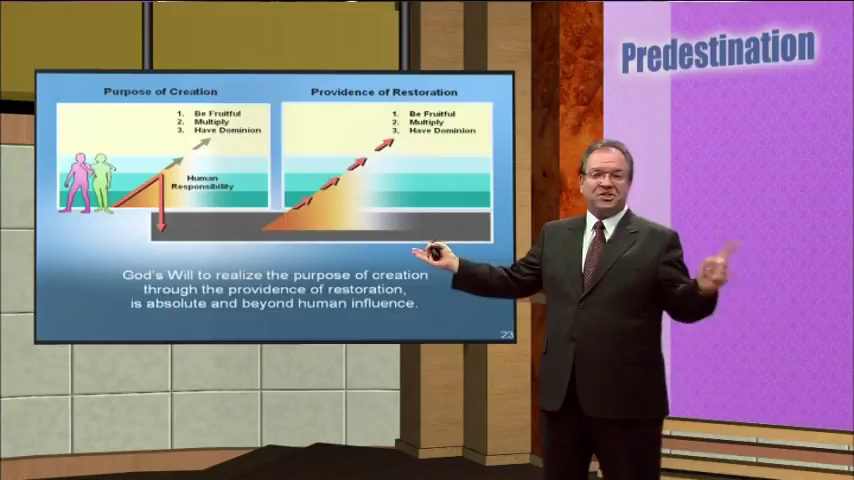 Predestination
Purpose of Creation
1. Be Fruitful
2. Multiply
3. Have Dominion
Human
Responsibility
Providence of Restoration
1. Be Fruitful
2. Multiply
3. Have Dominion
God's Will to realize the purpose of creation
through the providence of restoration,
is absolute and beyond human influence.
23